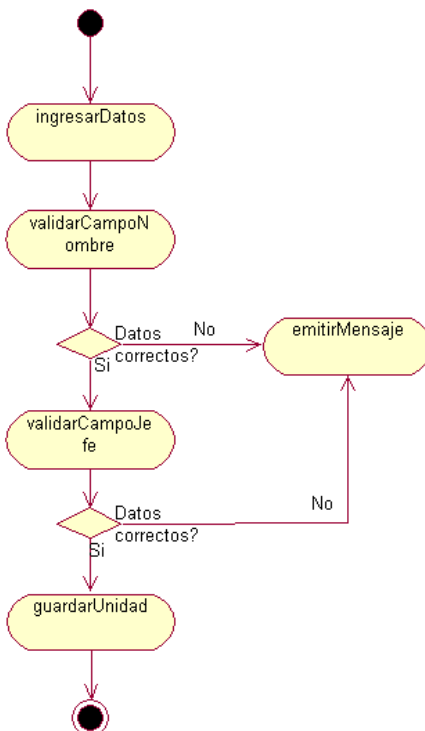 ingresarDatos
validarCampoN
ombre
Datos
correctos?
No
Si
emitirMensaje
validarCampoJe
fe
Datos
correctos?
No
Si
guardarUnidad